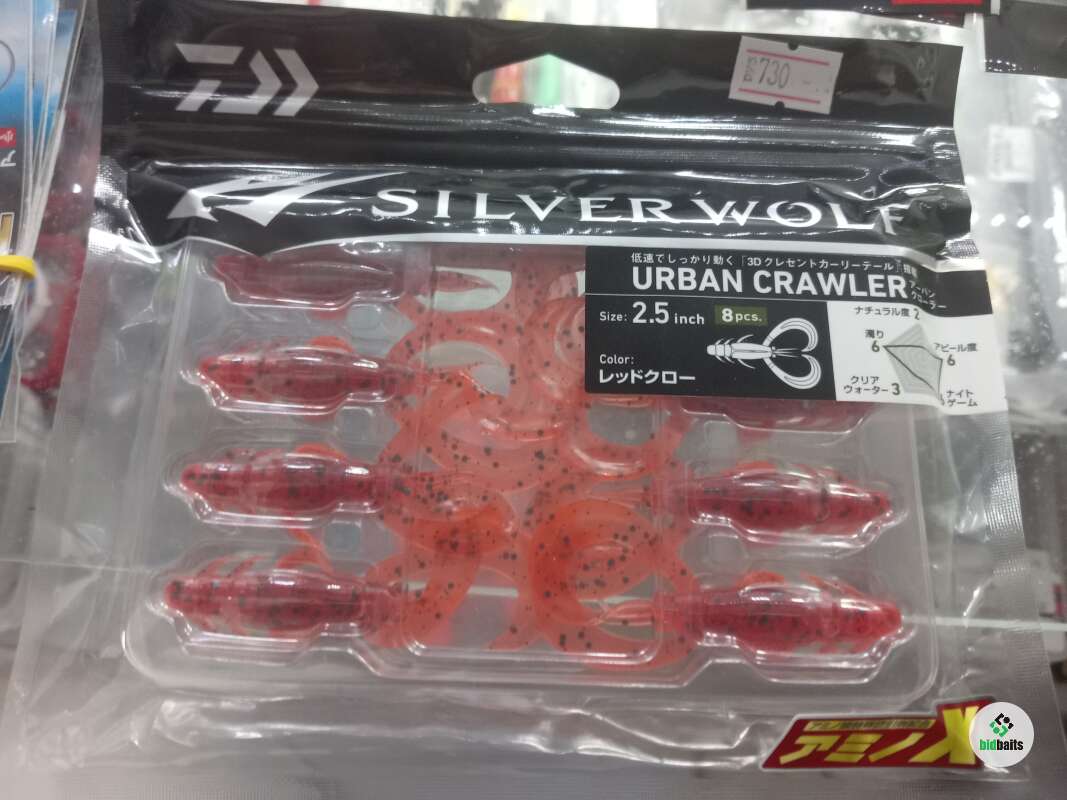 730
SILVERWOLF
低速でしっかり動く「3Dクレセントカーリーテール」搭載
URBAN CRAWLER アーバン
クローラー
Size: 2.5 inch 8pcs.
Color:
レッドクロー
ナチュラル度 2
濁り
6
アピール度
6
クリア
ウォーター 3
ナイト
ゲーム
アミノX
bidbaits